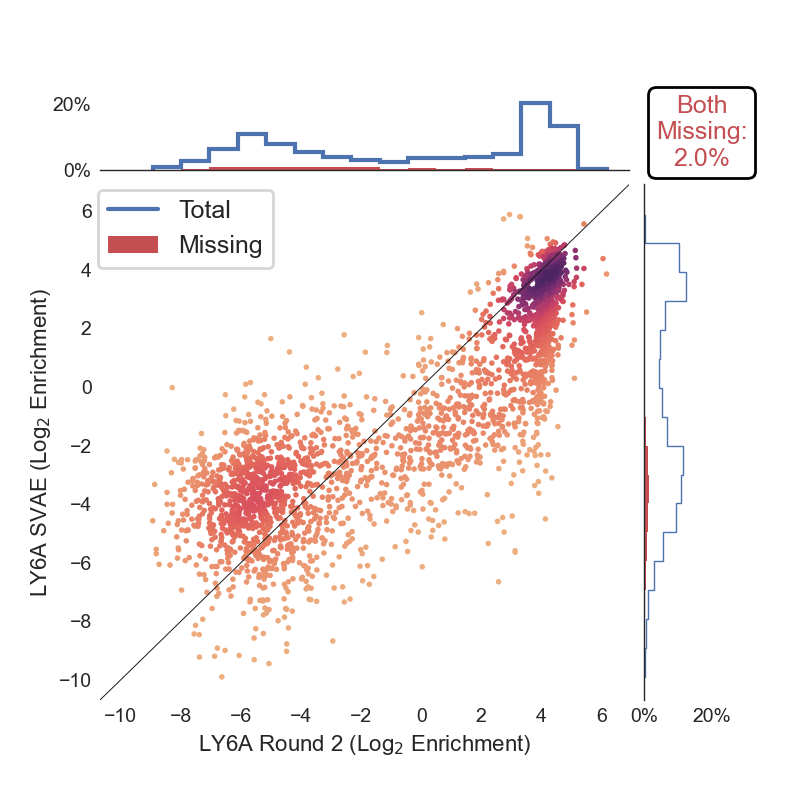 20%
0%
Both
Missing:
2.0%
Total
Missing
6
4
2
0
−2
−4
−6
−8
−10
LY6A SVAE (Log₂ Enrichment)
−10 −8 −6 −4 −2 0 2 4 6
0% 20%
LY6A Round 2 (Log₂ Enrichment)